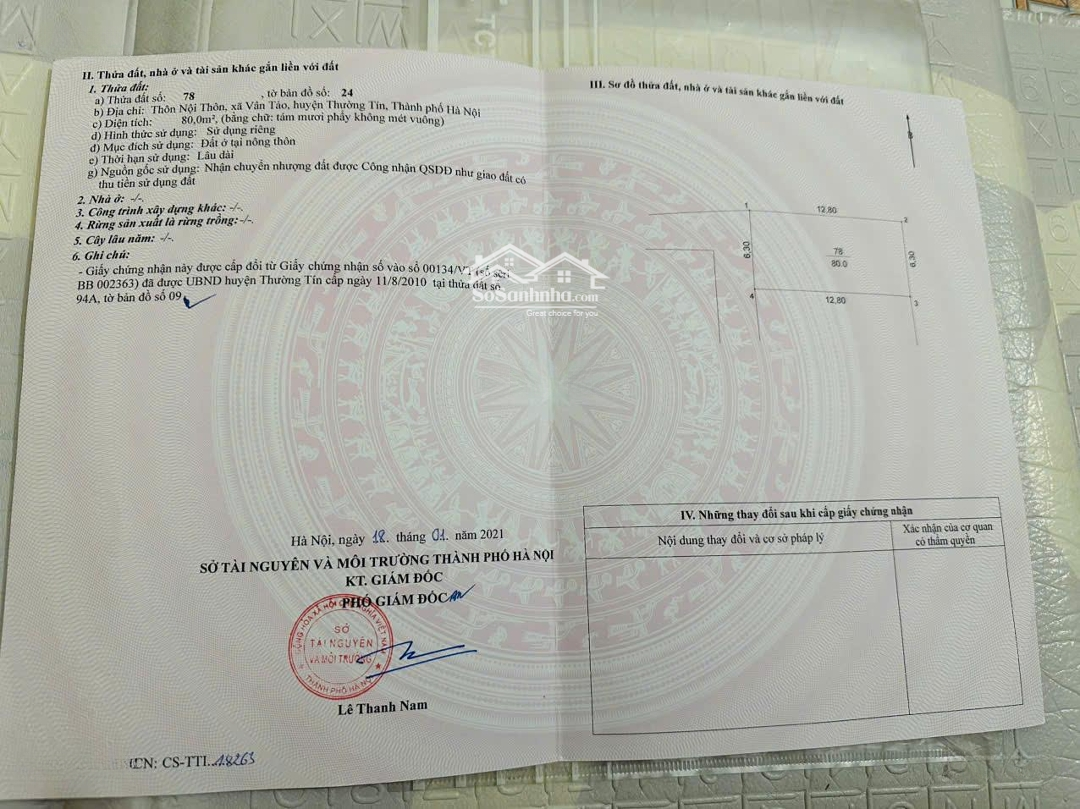 II. Thửa đất, nhà ở và tài sản khác gắn liền với đất
1. Thửa đất:
a) Thửa đất số: 78 , tờ bản đồ số: 24
b) Địa chỉ: Thôn Nội Thôn, xã Vân Tảo, huyện Thường Tín, Thành phố Hà Nội
c) Diện tích: 80,0m², (bằng chữ: tám mươi phẩy không mét vuông)
d) Hình thức sử dụng: Sử dụng riêng
đ) Mục đích sử dụng: Đất ở tại nông thôn
e) Thời hạn sử dụng: Lâu dài
g) Nguồn gốc sử dụng: Nhận chuyển nhượng đất được Công nhận QSDĐ như giao đất có
thu tiền sử dụng đất
2. Nhà ở: -/-.
3. Công trình xây dựng khác: -/-.
4. Rừng sản xuất là rừng trồng: -/-.
5. Cây lâu năm: -/-.
6. Ghi chú:
- Giấy chứng nhận này được cấp đổi từ Giấy chứng nhận số vào sổ 00134/VT (số seri
BB 002363) đã được UBND huyện Thường Tín cấp ngày 11/8/2010 tại thửa đất số
94A, tờ bản đồ số 09
Hà Nội, ngày 18 tháng 01 năm 2021
SỞ TÀI NGUYÊN VÀ MÔI TRƯỜNG THÀNH PHỐ HÀ NỘI
KT. GIÁM ĐỐC
PHÓ GIÁM ĐỐC
CỘNG HÒA XÃ HỘI CHỦ NGHĨA VIỆT NAM
SỞ
TÀI NGUYÊN
VÀ MÔI TRƯỜNG
THÀNH PHỐ HÀ NỘI
Lê Thanh Nam
GCN: CS-TTI..18263
III. Sơ đồ thửa đất, nhà ở và tài sản khác gắn liền với đất
1 12.80 2
6.30 78 6.30
80.0
4 12.80 3
SoSanhnha.com
Great choice for you
IV. Những thay đổi sau khi cấp giấy chứng nhận
Nội dung thay đổi và cơ sở pháp lý
Xác nhận của cơ quan
có thẩm quyền